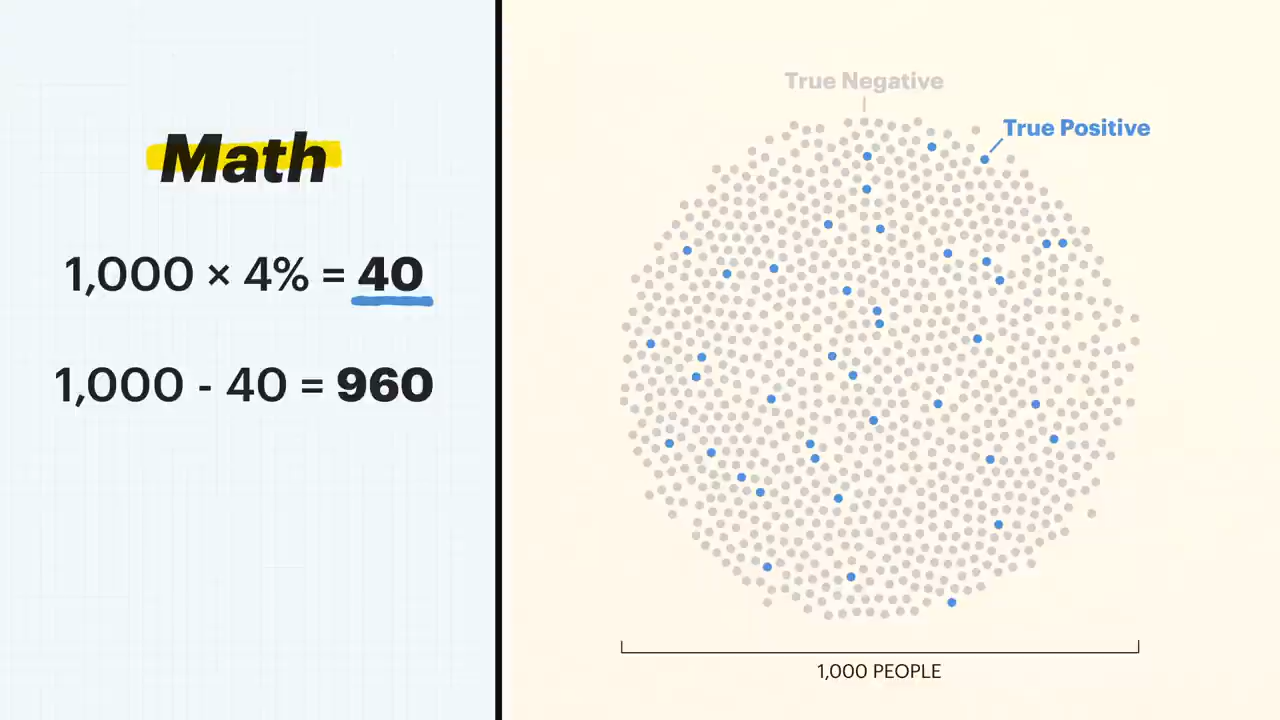 Math
1,000 × 4% = 40
1,000 - 40 = 960
True Negative
True Positive
1,000 PEOPLE